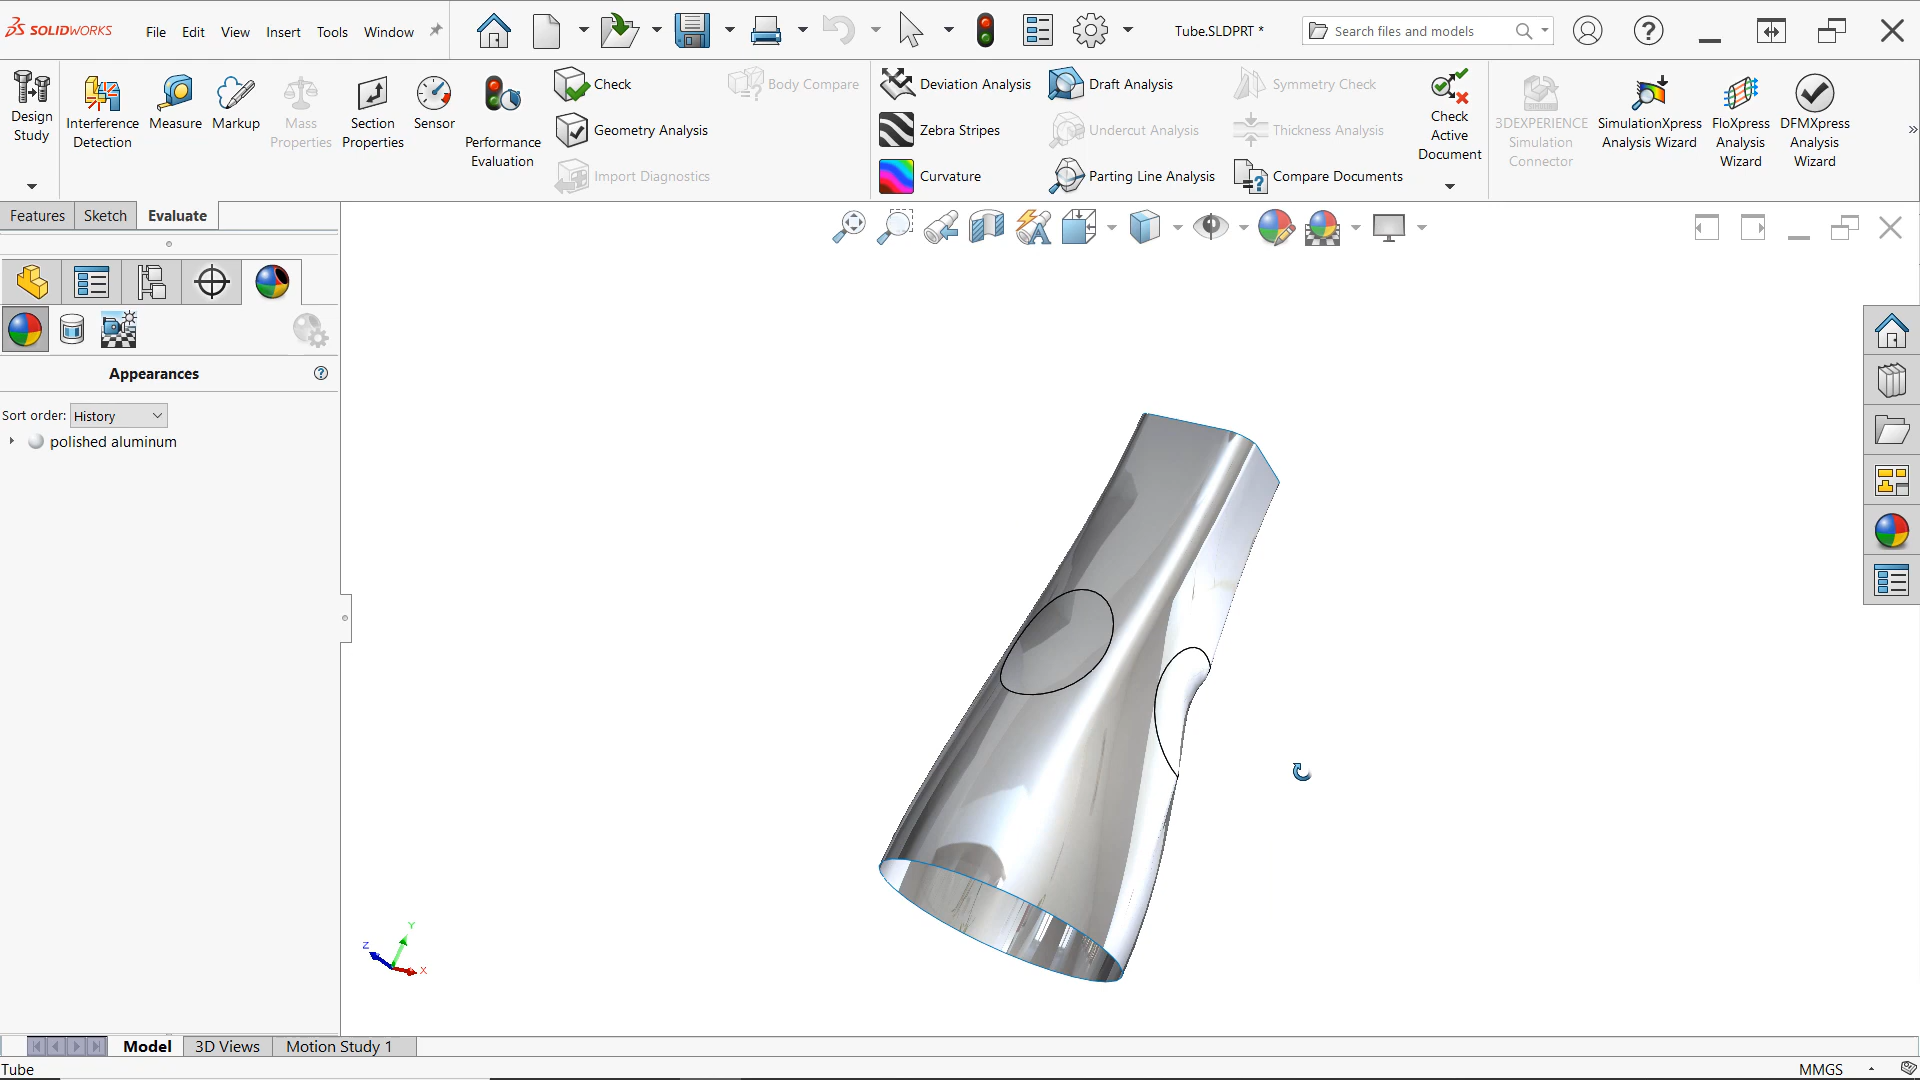 SOLIDWORKS File Edit View Insert Tools Window Tube.SLDPRT * Search files and models
Design Study
Interference Detection
Measure
Markup
Mass Properties
Section Properties
Sensor
Performance Evaluation
Check
Geometry Analysis
Import Diagnostics
Body Compare
Deviation Analysis
Zebra Stripes
Curvature
Draft Analysis
Undercut Analysis
Parting Line Analysis
Symmetry Check
Thickness Analysis
Compare Documents
Check Active Document
3DEXPERIENCE Simulation Connector
SimulationXpress Analysis Wizard
FloXpress Analysis Wizard
DFMXpress Analysis Wizard
Features Sketch Evaluate
Appearances
Sort order: History
polished aluminum
Y
Z
X
Model 3D Views Motion Study 1
Tube MMGS